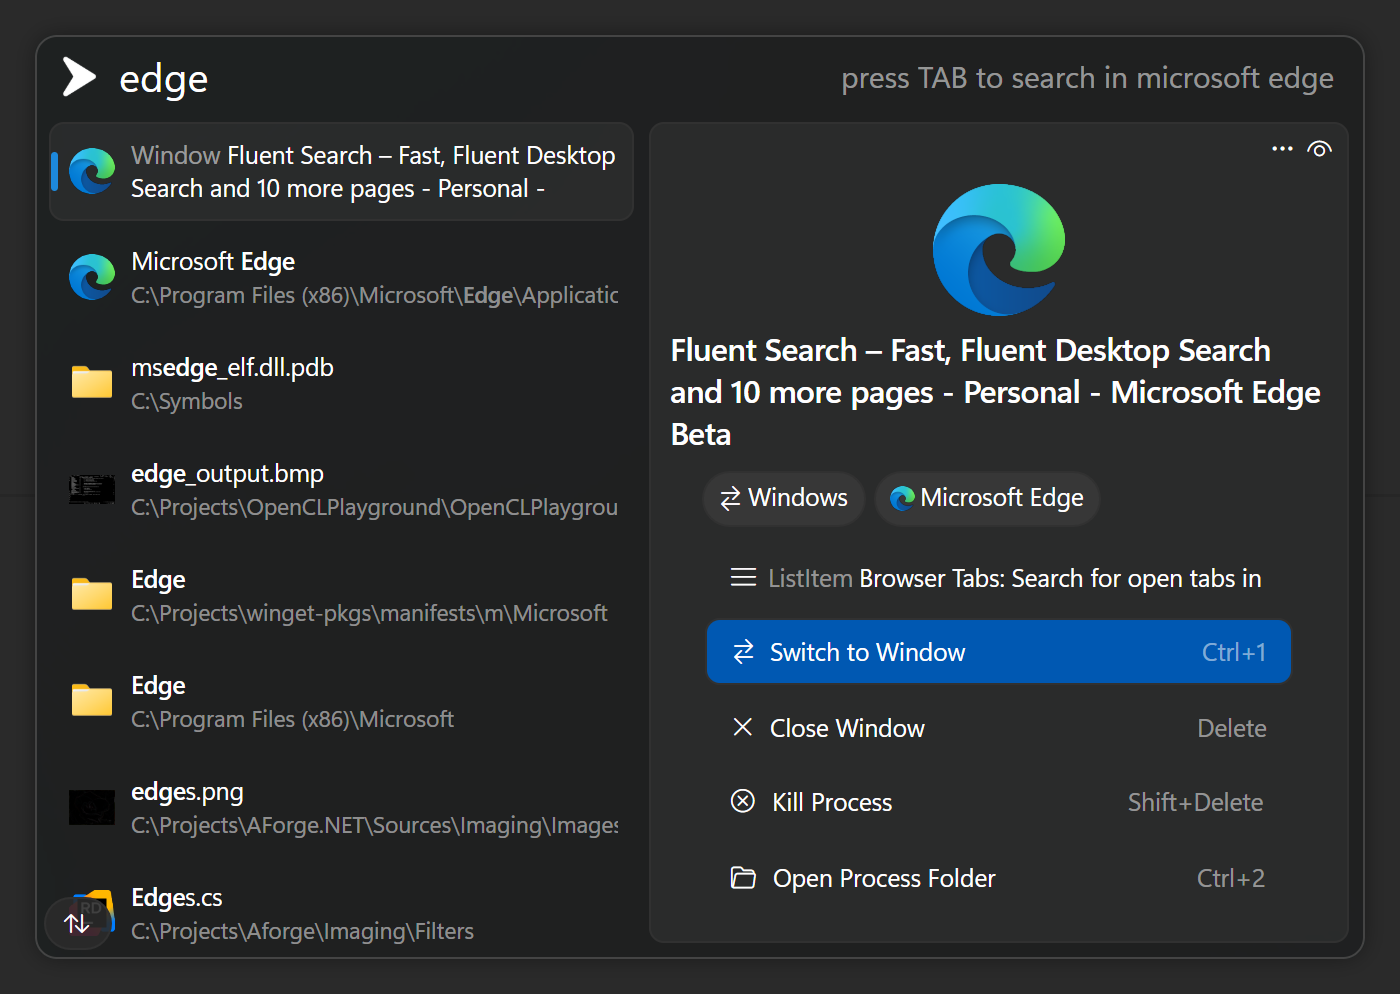 edge
press TAB to search in microsoft edge
Window Fluent Search – Fast, Fluent Desktop
Search and 10 more pages - Personal -
Microsoft Edge
C:\Program Files (x86)\Microsoft\Edge\Applicatic
msedge_elf.dll.pdb
C:\Symbols
edge_output.bmp
C:\Projects\OpenCLPlayground\OpenCLPlaygrou
Edge
C:\Projects\winget-pkgs\manifests\m\Microsoft
Edge
C:\Program Files (x86)\Microsoft
edges.png
C:\Projects\AForge.NET\Sources\Imaging\Images
RD
Edges.cs
C:\Projects\Aforge\Imaging\Filters
Fluent Search – Fast, Fluent Desktop Search
and 10 more pages - Personal - Microsoft Edge
Beta
Windows
Microsoft Edge
ListItem Browser Tabs: Search for open tabs in
Switch to Window Ctrl+1
Close Window Delete
Kill Process Shift+Delete
Open Process Folder Ctrl+2